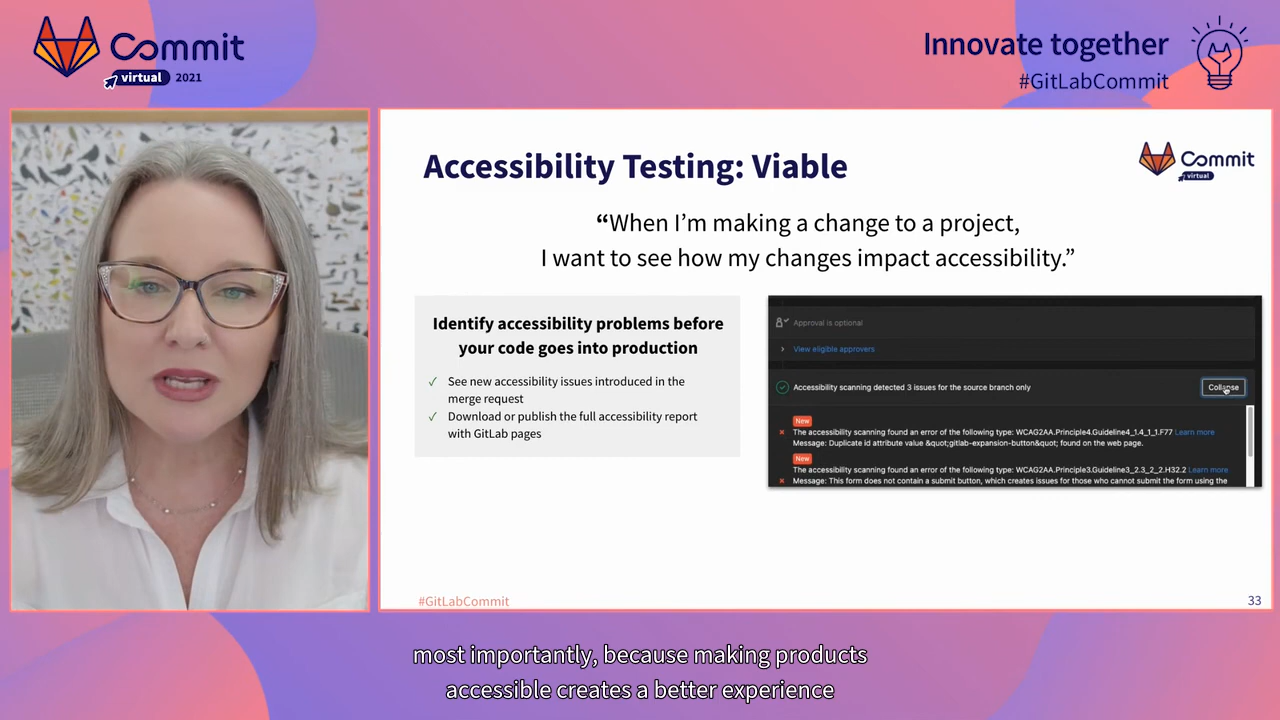 Commit
virtual 2021
Innovate together
#GitLabCommit
Accessibility Testing: Viable
Commit
virtual
“When I’m making a change to a project,
I want to see how my changes impact accessibility.”
Identify accessibility problems before
your code goes into production
✓ See new accessibility issues introduced in the
merge request
✓ Download or publish the full accessibility report
with GitLab pages
Approval is optional
View eligible approvers
Accessibility scanning detected 3 issues for the source branch only
Collapse
New
The accessibility scanning found an error of the following type: WCAG2AA.Principle4.Guideline4_1.4_1_1.F77 Learn more
Message: Duplicate id attribute value &quot;gitlab-expansion-button&quot; found on the web page.
New
The accessibility scanning found an error of the following type: WCAG2AA.Principle3.Guideline3_2.3_2_2.H32.2 Learn more
Message: This form does not contain a submit button, which creates issues for those who cannot submit the form using the
#GitLabCommit
33
most importantly, because making products
accessible creates a better experience